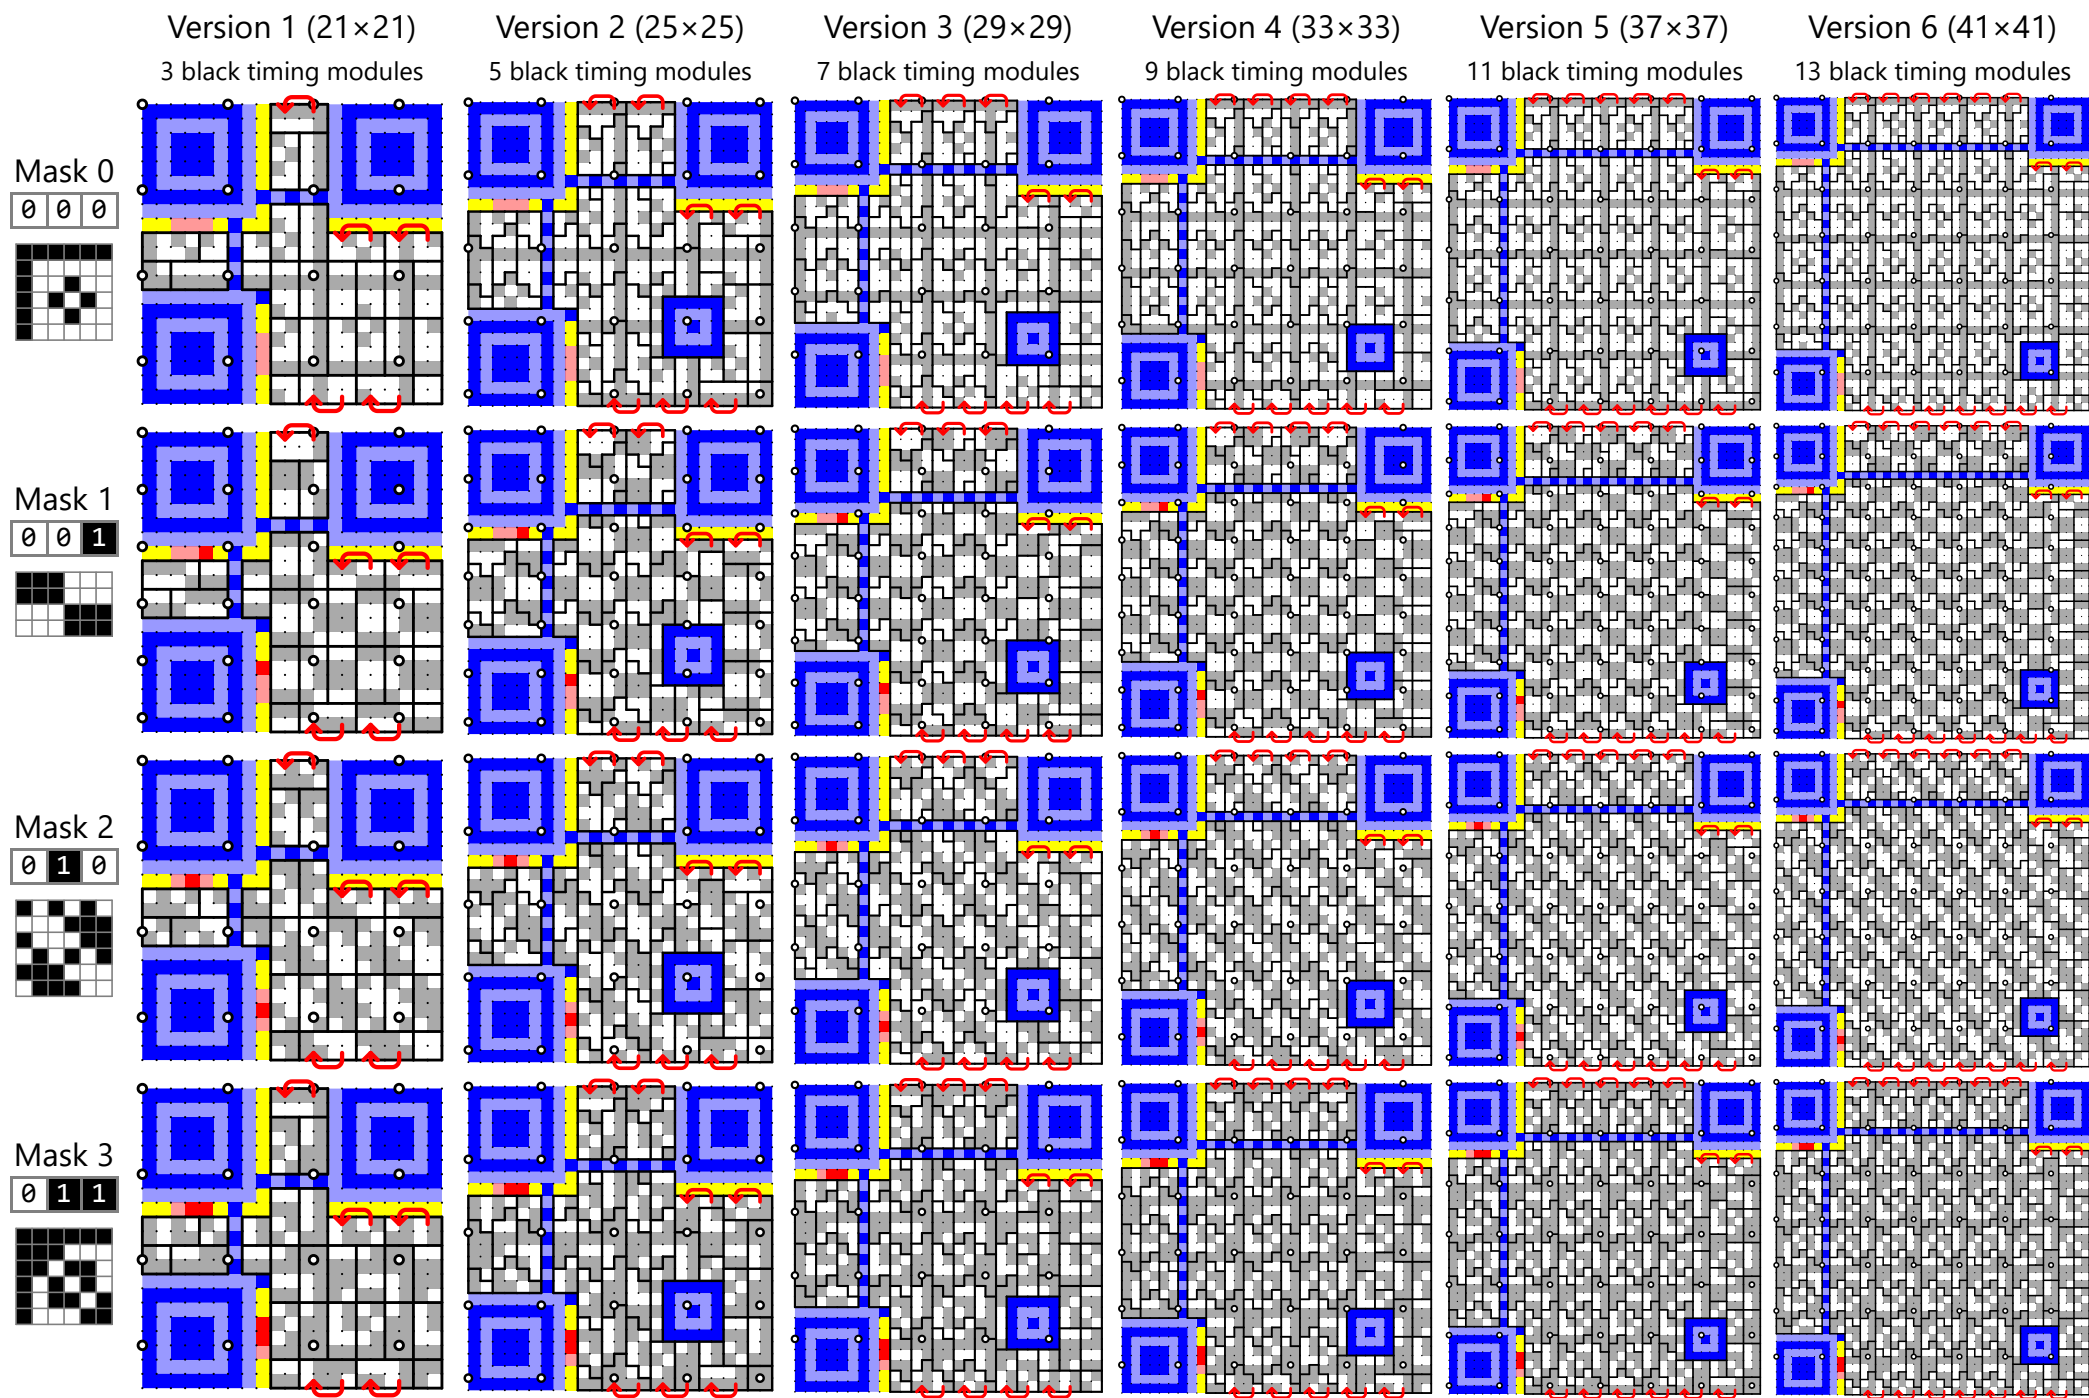 Version 1 (21×21) Version 2 (25×25) Version 3 (29×29) Version 4 (33×33) Version 5 (37×37) Version 6 (41×41)
3 black timing modules 5 black timing modules 7 black timing modules 9 black timing modules 11 black timing modules 13 black timing modules
Mask 0
0 0 0
Mask 1
0 0 1
Mask 2
0 1 0
Mask 3
0 1 1